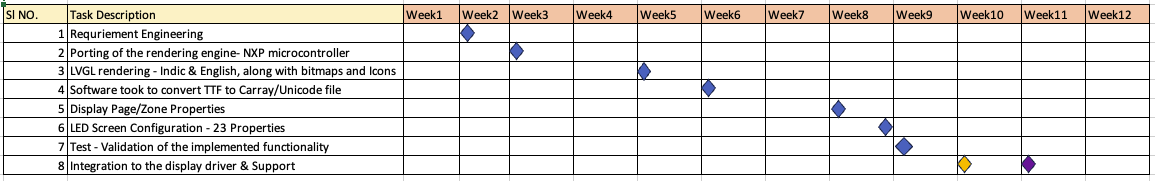 Sl NO. Task Description Week1 Week2 Week3 Week4 Week5 Week6 Week7 Week8 Week9 Week10 Week11 Week12
1 Requriement Engineering
2 Porting of the rendering engine- NXP microcontroller
3 LVGL rendering - Indic & English, along with bitmaps and Icons
4 Software took to convert TTF to Carray/Unicode file
5 Display Page/Zone Properties
6 LED Screen Configuration - 23 Properties
7 Test - Validation of the implemented functionality
8 Integration to the display driver & Support